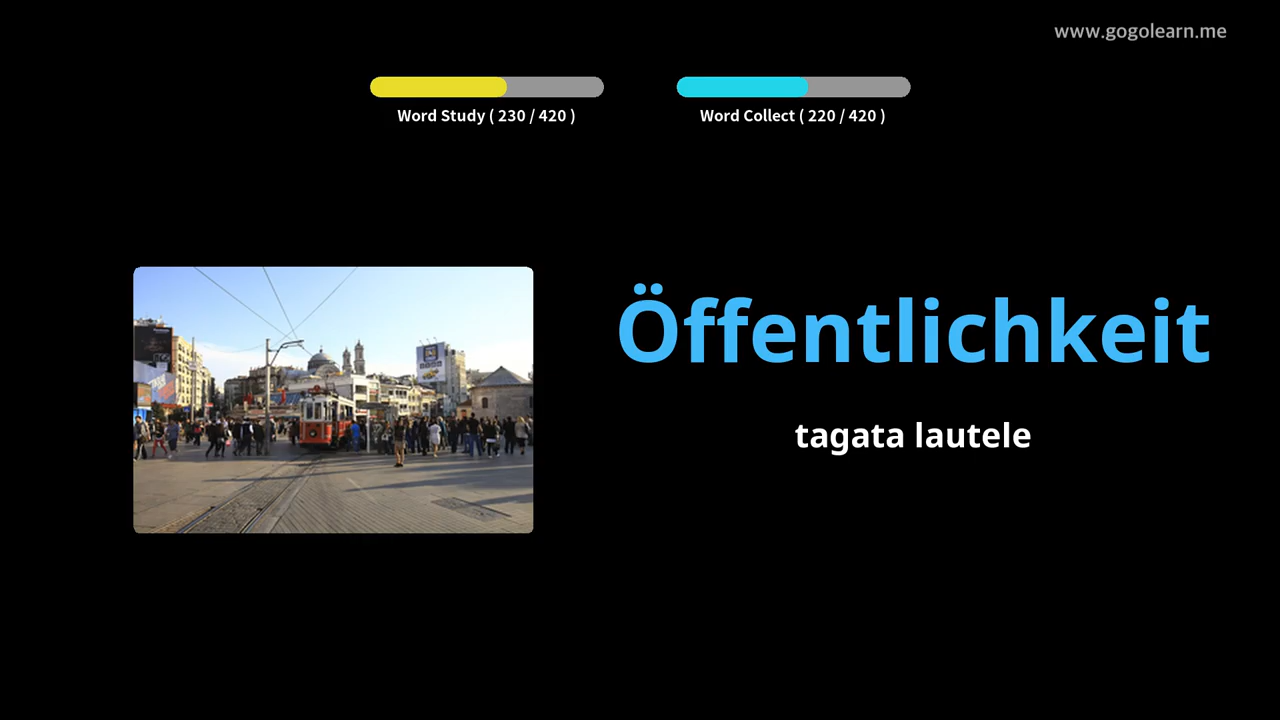 www.gogolearn.me
Word Study ( 230 / 420 )
Word Collect ( 220 / 420 )
Öffentlichkeit
tagata lautele